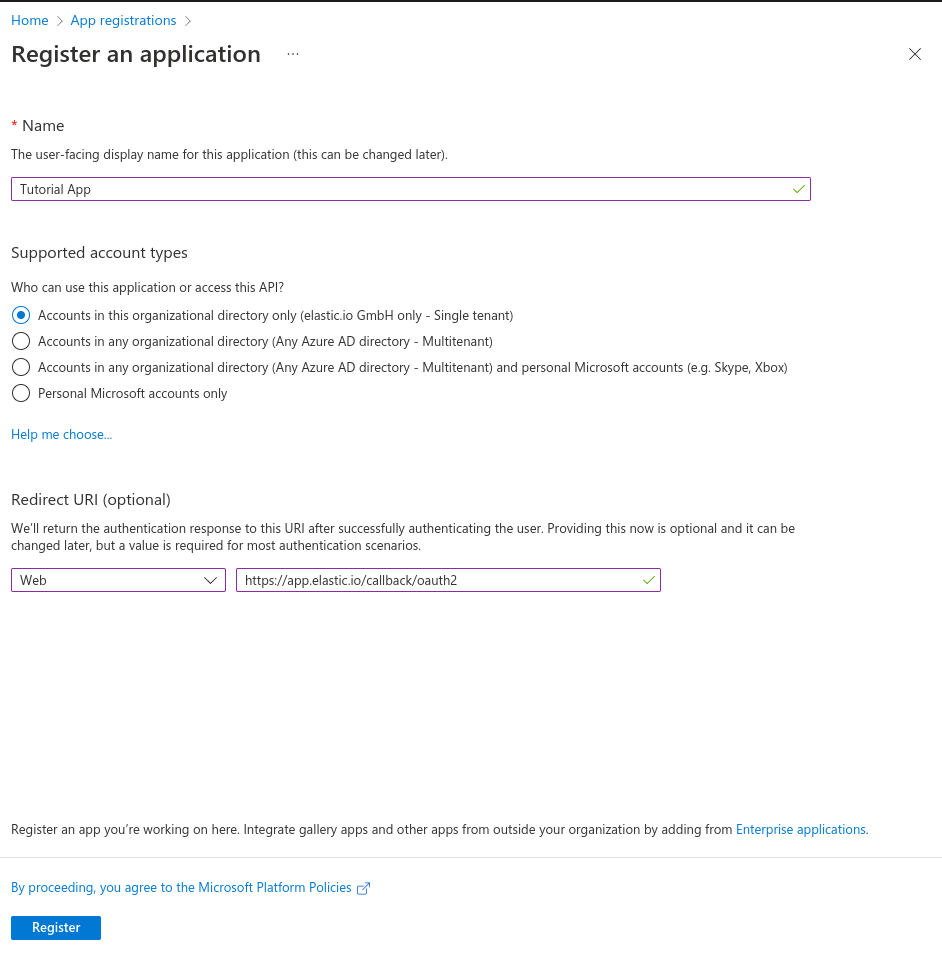 Home > App registrations >
Register an application ...
* Name
The user-facing display name for this application (this can be changed later).
Tutorial App
Supported account types
Who can use this application or access this API?
Accounts in this organizational directory only (elastic.io GmbH only - Single tenant)
Accounts in any organizational directory (Any Azure AD directory - Multitenant)
Accounts in any organizational directory (Any Azure AD directory - Multitenant) and personal Microsoft accounts (e.g. Skype, Xbox)
Personal Microsoft accounts only
Help me choose...
Redirect URI (optional)
We'll return the authentication response to this URI after successfully authenticating the user. Providing this now is optional and it can be
changed later, but a value is required for most authentication scenarios.
Web https://app.elastic.io/callback/oauth2
Register an app you're working on here. Integrate gallery apps and other apps from outside your organization by adding from Enterprise applications.
By proceeding, you agree to the Microsoft Platform Policies
Register